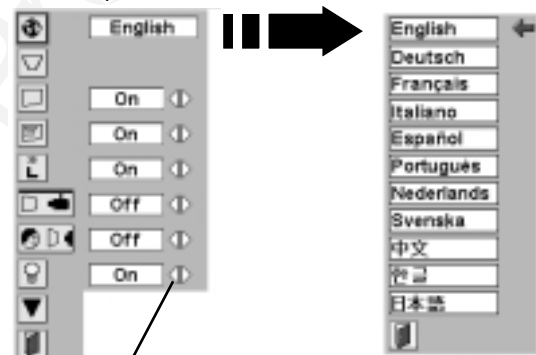 English
On
On
On
Off
Off
On
English
Deutsch
Français
Italiano
Español
Português
Nederlands
Svenska
中文
한글
日本語